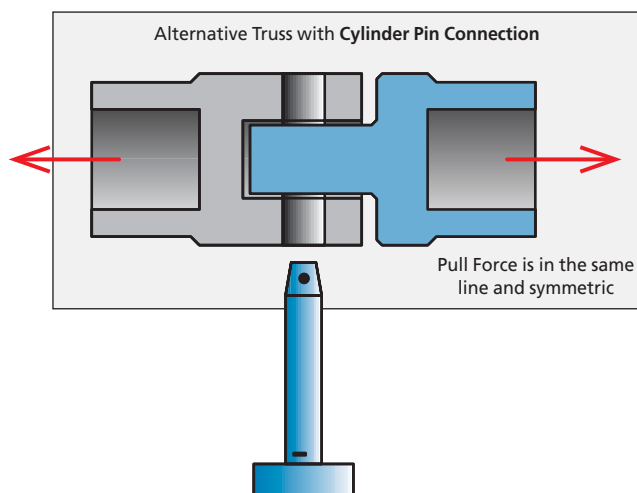 Alternative Truss with Cylinder Pin Connection
Pull Force is in the same
line and symmetric